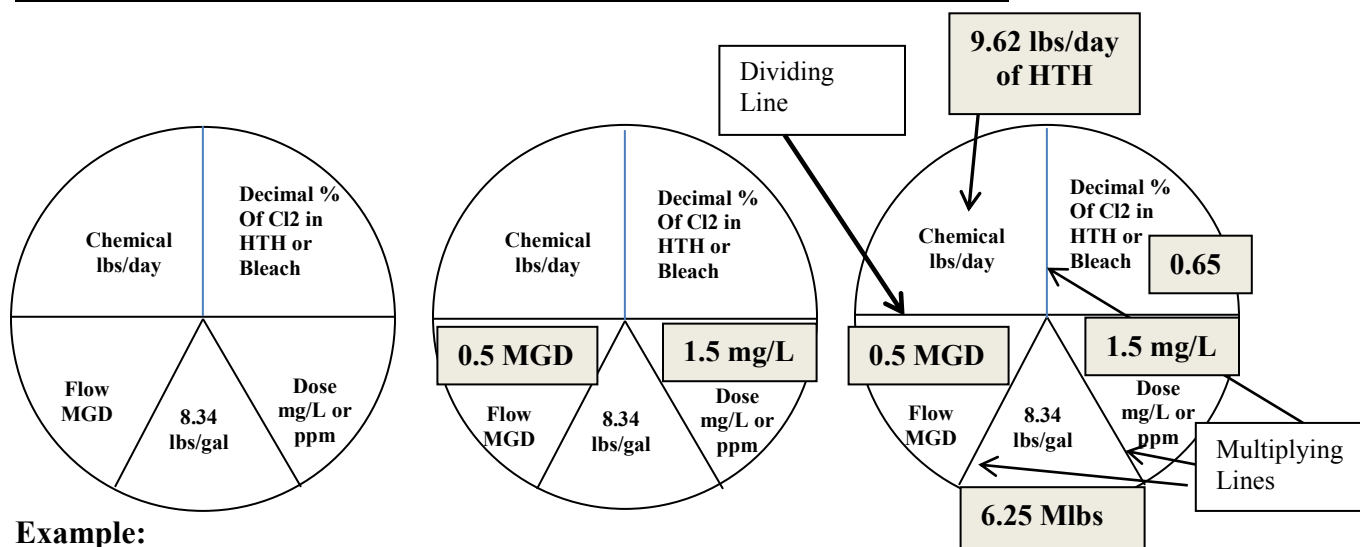 9.62 lbs/day
of HTH
Dividing
Line
Chemical
lbs/day
Decimal %
Of Cl2 in
HTH or
Bleach
Flow
MGD
8.34
lbs/gal
Dose
mg/L or
ppm
Chemical
lbs/day
Decimal %
Of Cl2 in
HTH or
Bleach
0.5 MGD
1.5 mg/L
Flow
MGD
8.34
lbs/gal
Dose
mg/L or
ppm
Chemical
lbs/day
Decimal %
Of Cl2 in
HTH or
Bleach
0.65
0.5 MGD
1.5 mg/L
Flow
MGD
8.34
lbs/gal
Dose
mg/L or
ppm
Multiplying
Lines
6.25 Mlbs
Example: